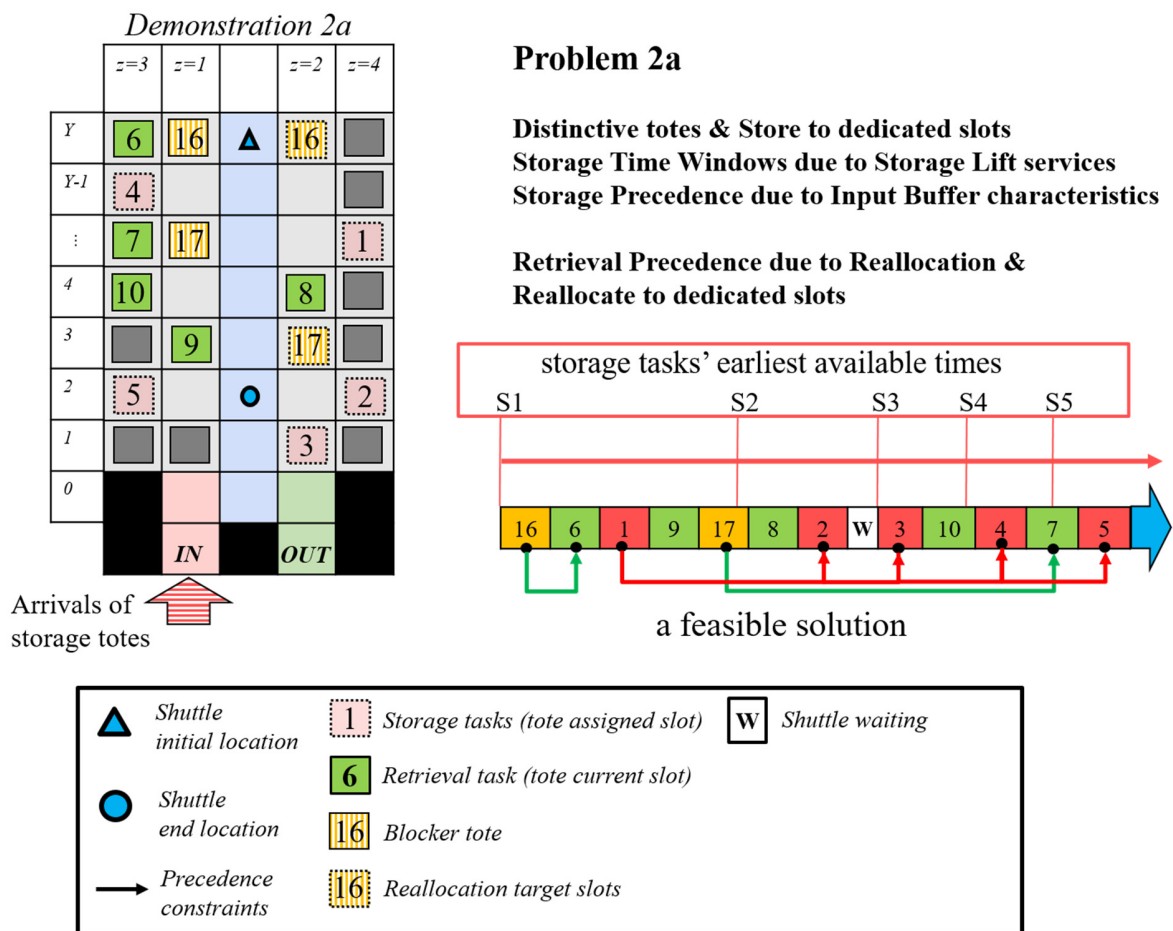 Demonstration 2a
z=3 z=1 z=2 z=4
Y 6 16 16
Y-1 4
⋮ 7 17 1
4 10 8
3 9 17
2 5 2
1 3
0
IN OUT
Arrivals of
storage totes
Problem 2a
Distinctive totes & Store to dedicated slots
Storage Time Windows due to Storage Lift services
Storage Precedence due to Input Buffer characteristics
Retrieval Precedence due to Reallocation &
Reallocate to dedicated slots
storage tasks' earliest available times
S1 S2 S3 S4 S5
16 6 1 9 17 8 2 W 3 10 4 7 5
a feasible solution
Shuttle
initial location
Shuttle
end location
Precedence
constraints
1 Storage tasks (tote assigned slot)
6 Retrieval task (tote current slot)
16 Blocker tote
16 Reallocation target slots
W Shuttle waiting